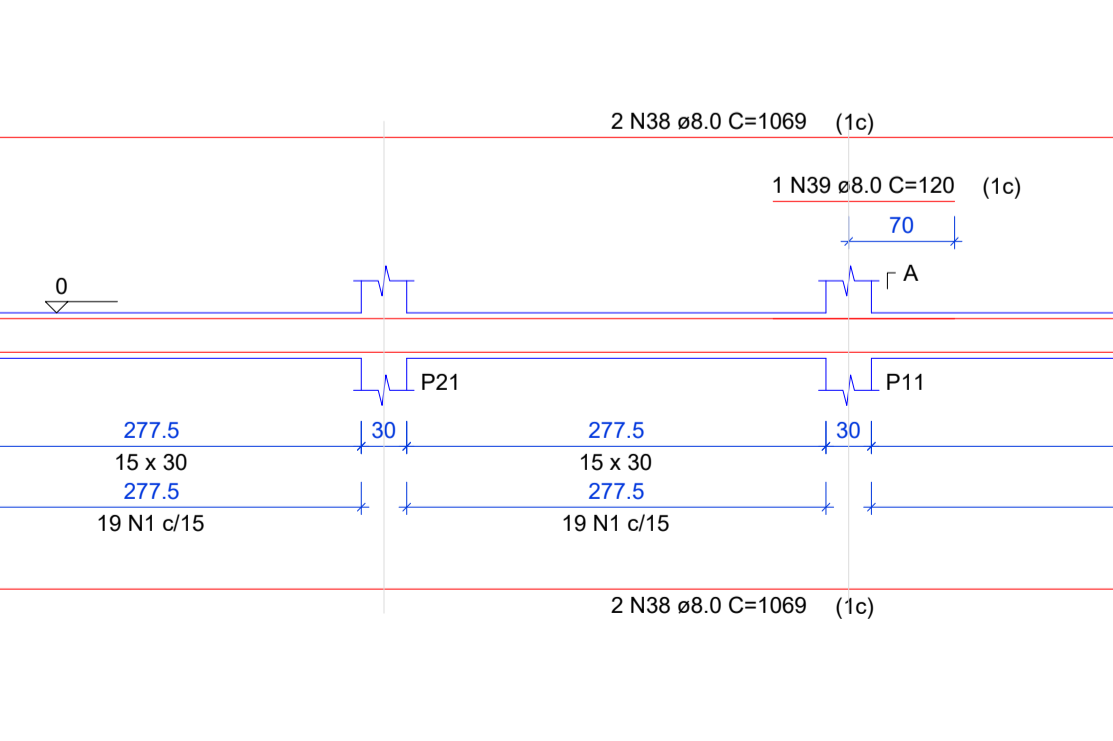 2 N38 ø8.0 C=1069 (1c)
1 N39 ø8.0 C=120 (1c)
70
A
0
P21
P11
277.5 30 277.5 30
15 x 30 15 x 30
277.5 277.5
19 N1 c/15 19 N1 c/15
2 N38 ø8.0 C=1069 (1c)